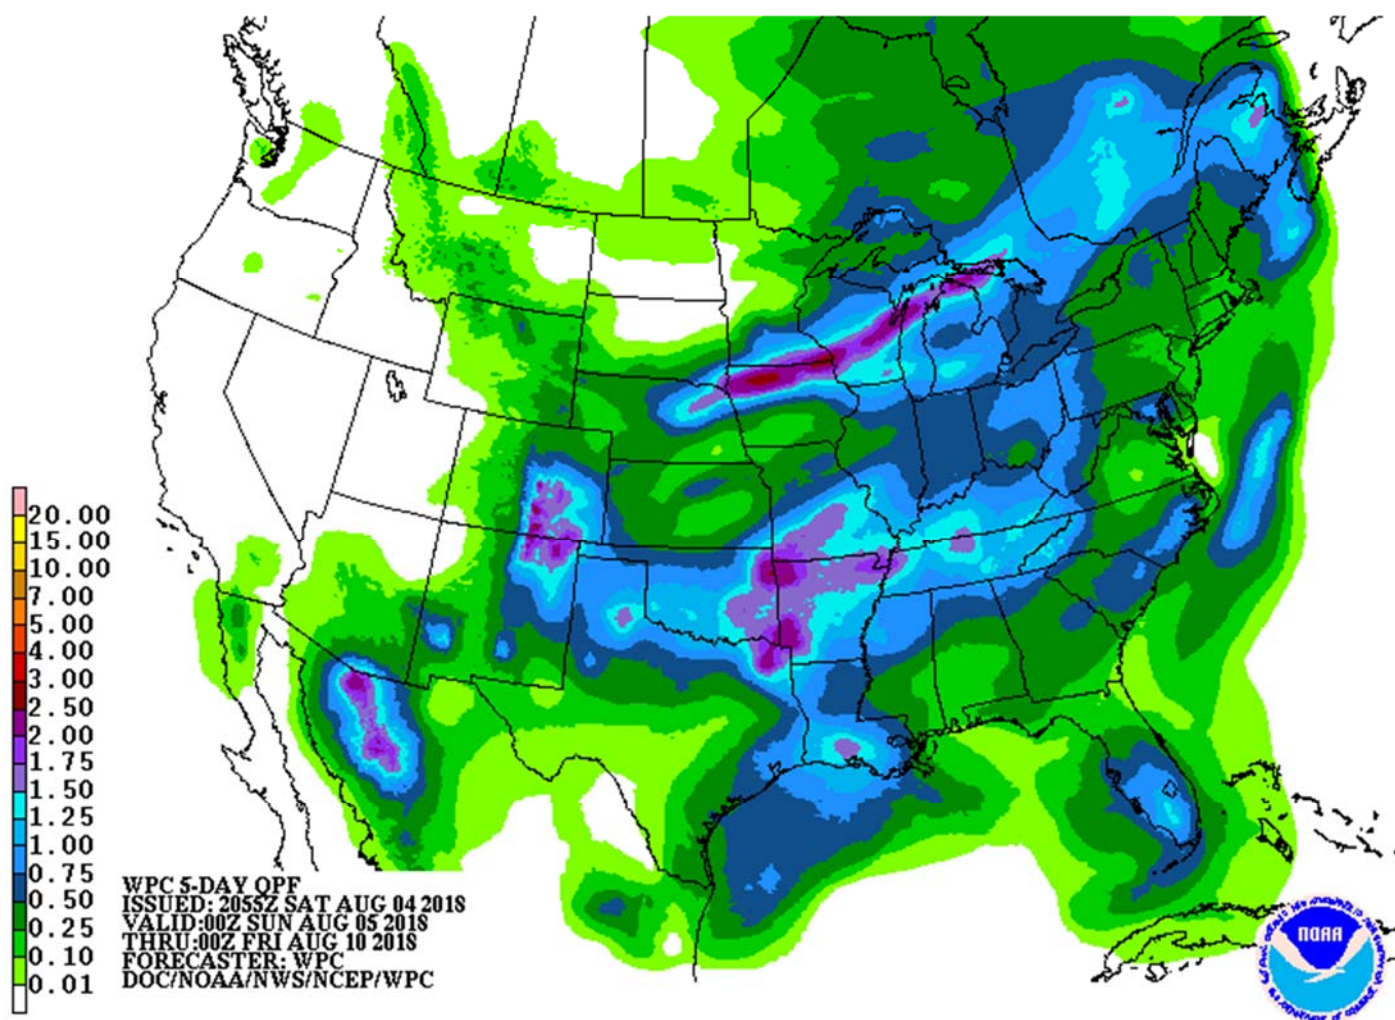 20.00
15.00
10.00
7.00
5.00
4.00
3.00
2.50
2.00
1.75
1.50
1.25
1.00
0.75
0.50
0.25
0.10
0.01
WPC 5-DAY QPF
ISSUED: 2055Z SAT AUG 04 2018
VALID:00Z SUN AUG 05 2018
THRU:00Z FRI AUG 10 2018
FORECASTER: WPC
DOC/NOAA/NWS/NCEP/WPC
NOAA